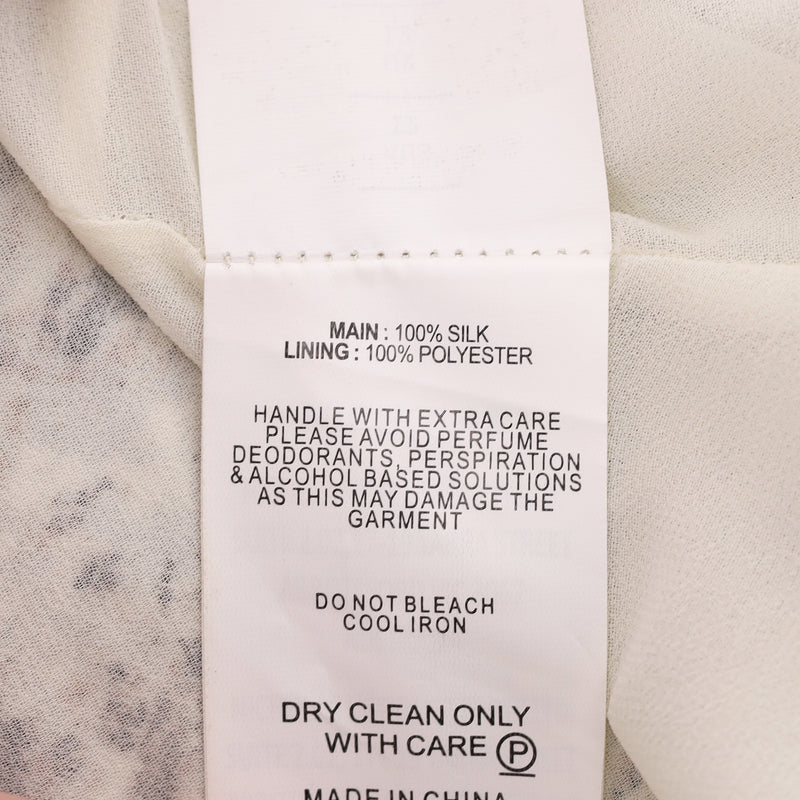 MAIN : 100% SILK
LINING : 100% POLYESTER
HANDLE WITH EXTRA CARE
PLEASE AVOID PERFUME
DEODORANTS, PERSPIRATION
& ALCOHOL BASED SOLUTIONS
AS THIS MAY DAMAGE THE
GARMENT
DO NOT BLEACH
COOL IRON
DRY CLEAN ONLY
WITH CARE P
MADE IN CHINA